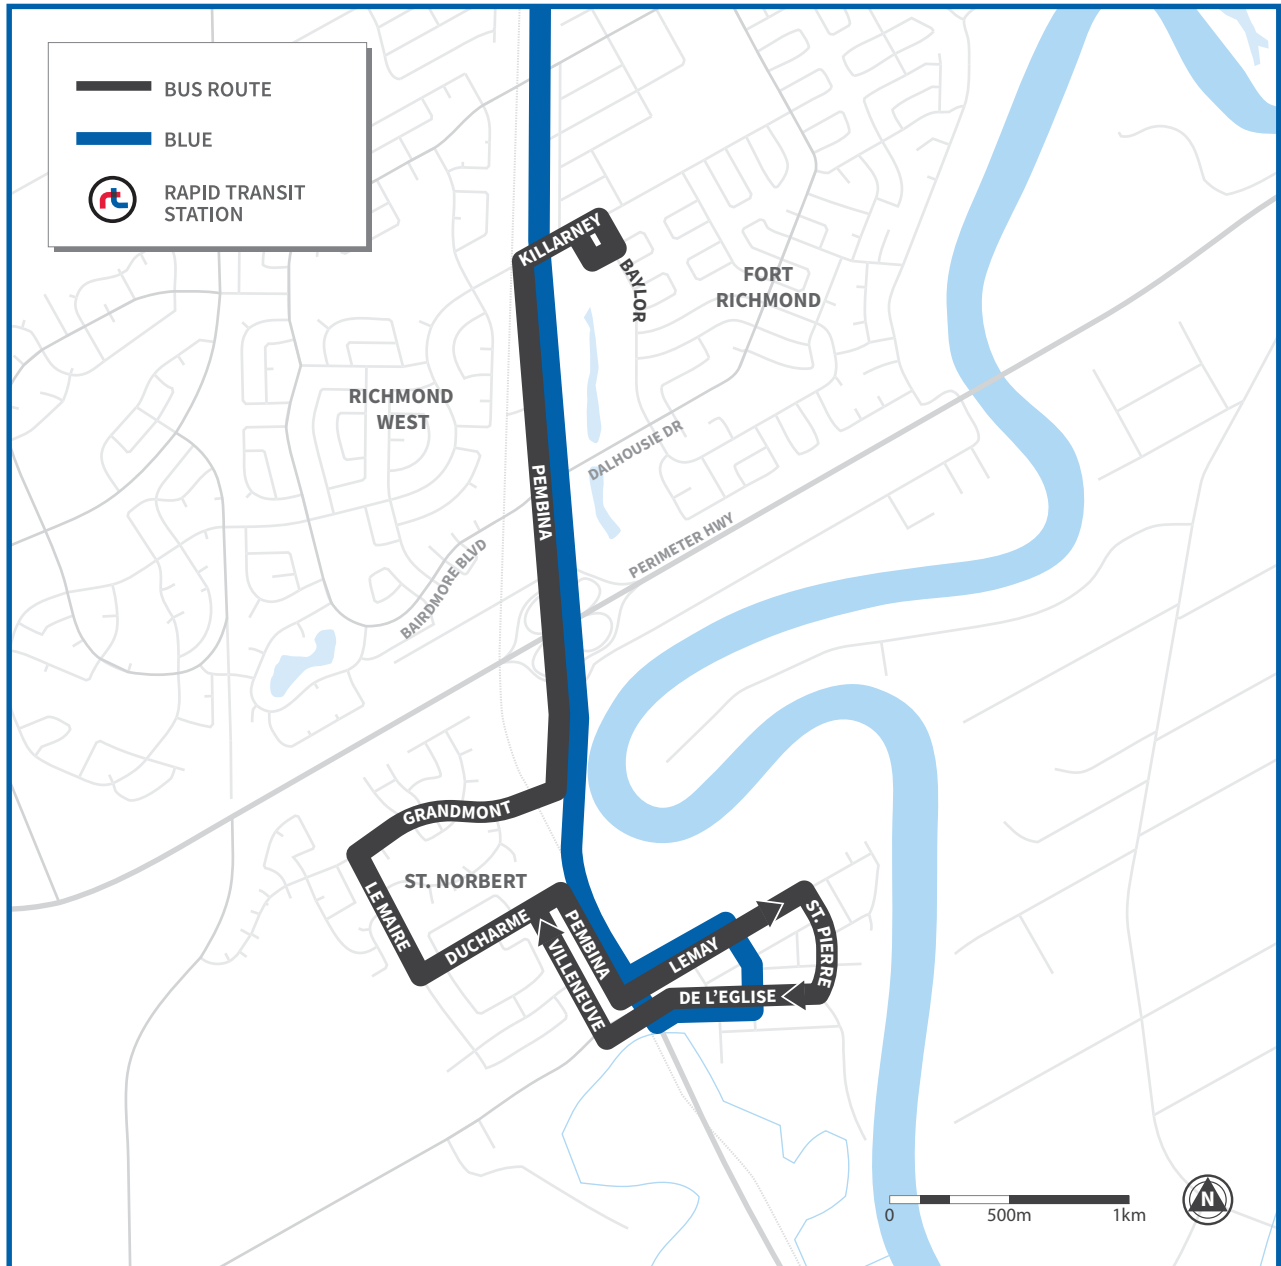 BUS ROUTE
BLUE
rt
RAPID TRANSIT
STATION
KILLARNEY
BAYLOR
FORT
RICHMOND
RICHMOND
WEST
DALHOUSIE DR
PEMBINA
PERIMETER HWY
BAIRDMORE BLVD
GRANDMONT
ST. NORBERT
LE MAIRE
DUCHARME
PEMBINA
VILLENEUVE
LEMAY
ST. PIERRE
DE L'EGLISE
N
0
500m
1km